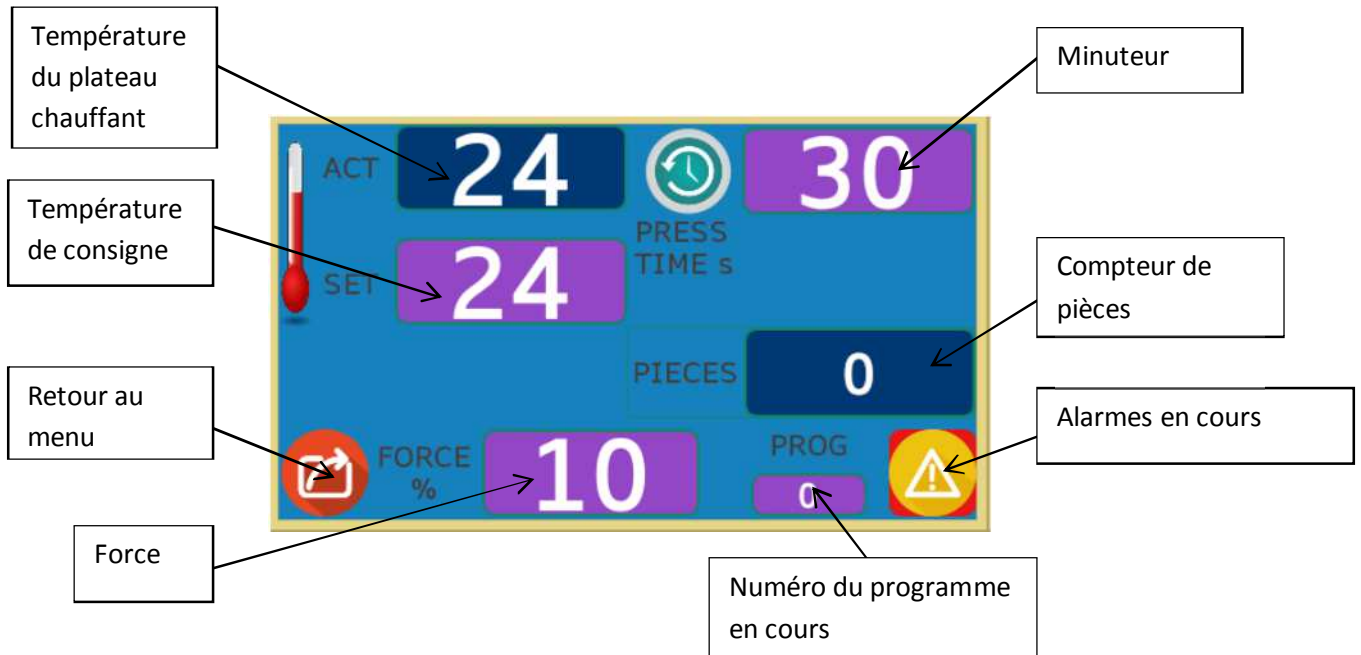 Température
du plateau
chauffant
Minuteur
ACT
24
30
PRESS
TIME s
Température
de consigne
SET
24
Compteur de
pièces
PIECES
0
Retour au
menu
Alarmes en cours
FORCE
%
10
PROG
0
Force
Numéro du programme
en cours